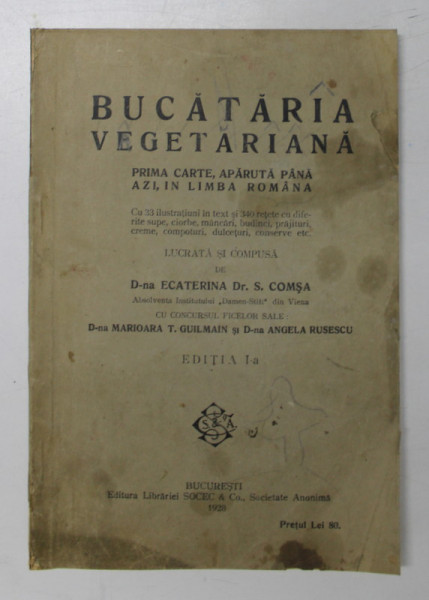 BUCĂTĂRIA
VEGETARIANĂ
PRIMA CARTE, APĂRUTĂ PÂNĂ
AZI, IN LIMBA ROMÂNA
Cu 33 ilustrațiuni in text și 340 rețete cu dife-
rite supe, ciorbe, mâncări, budinci, prăjituri,
creme, compoturi, dulcețuri, conserve etc.
LUCRATĂ ȘI COMPUSĂ
DE
D-na ECATERINA Dr. S. COMȘA
Absolventa Institutului „ din Viena
CU CONCURSUL FICELOR SALE :
D-na MARIOARA T. GUILMAIN și D-na ANGELA RUSESCU
EDIȚIA I-a
S. & A.
BUCUREȘTI
Editura Librăriei SOCEC & Co., Societate Anonimă
Prețul Lei 80.